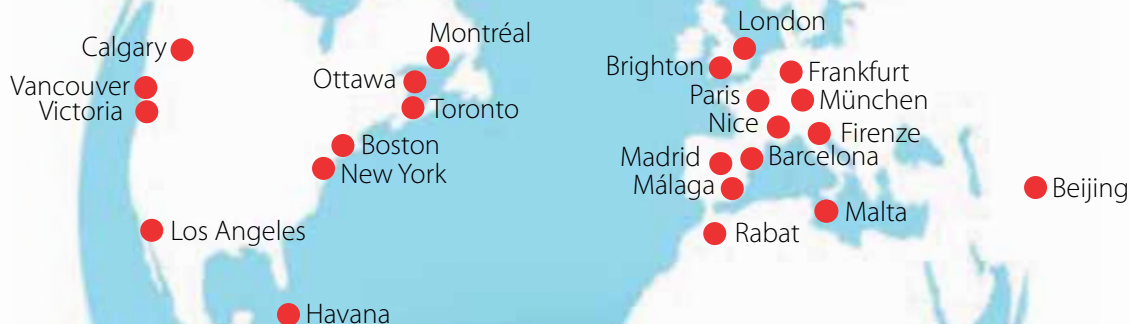 London
Montréal
Calgary
Brighton
Frankfurt
Ottawa
Vancouver
Paris
München
Victoria
Toronto
Nice
Firenze
Boston
Madrid
Barcelona
New York
Málaga
Beijing
Malta
Los Angeles
Rabat
Havana